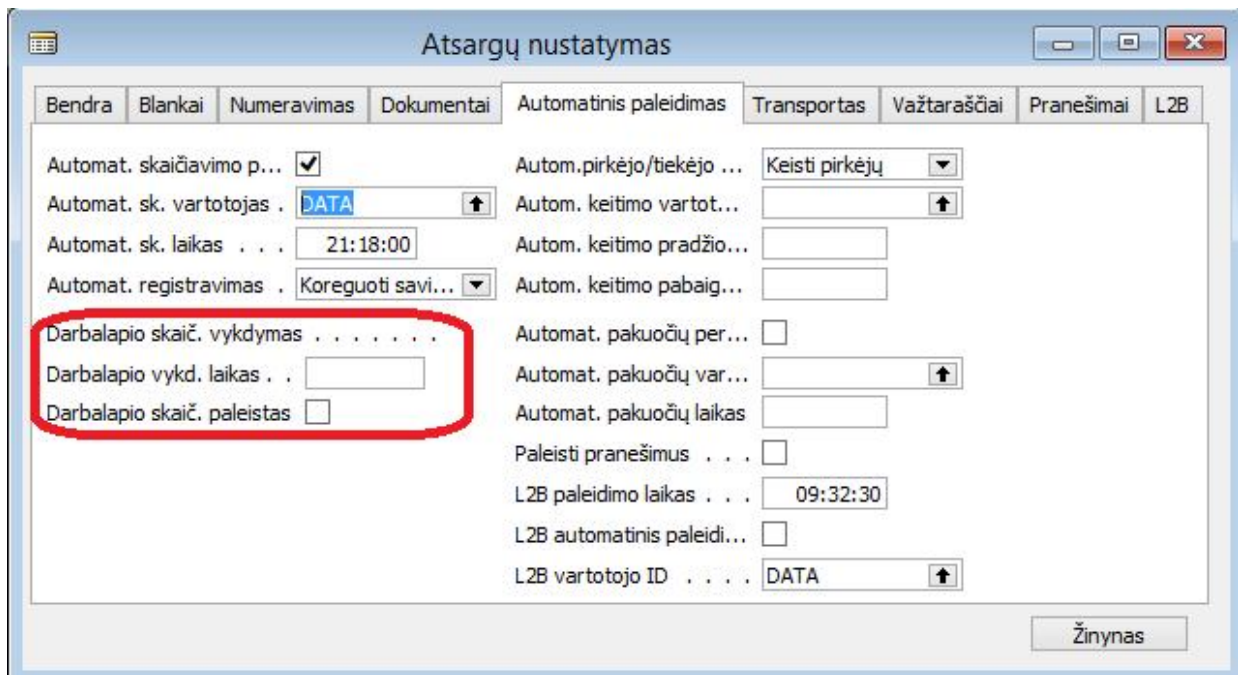 Atsargų nustatymas
Bendra Blankai Numeravimas Dokumentai Automatinis paleidimas Transportas Važtaraščiai Pranešimai L2B
Automat. skaičiavimo p...
Automat. sk. vartotojas . DATA
Automat. sk. laikas . . . 21:18:00
Automat. registravimas . Koreguoti savi...
Darbalapio skaič. vykdymas . . . . . . .
Darbalapio vykd. laikas . .
Darbalapio skaič. paleistas
Autom.pirkėjo/tiekėjo ... Keisti pirkėjų
Autom. keitimo vartot...
Autom. keitimo pradžio...
Autom. keitimo pabaig...
Automat. pakuočių per...
Automat. pakuočių var...
Automat. pakuočių laikas
Paleisti pranešimus . . .
L2B paleidimo laikas . . . 09:32:30
L2B automatinis paleidi...
L2B vartotojo ID . . . . DATA
Žinynas